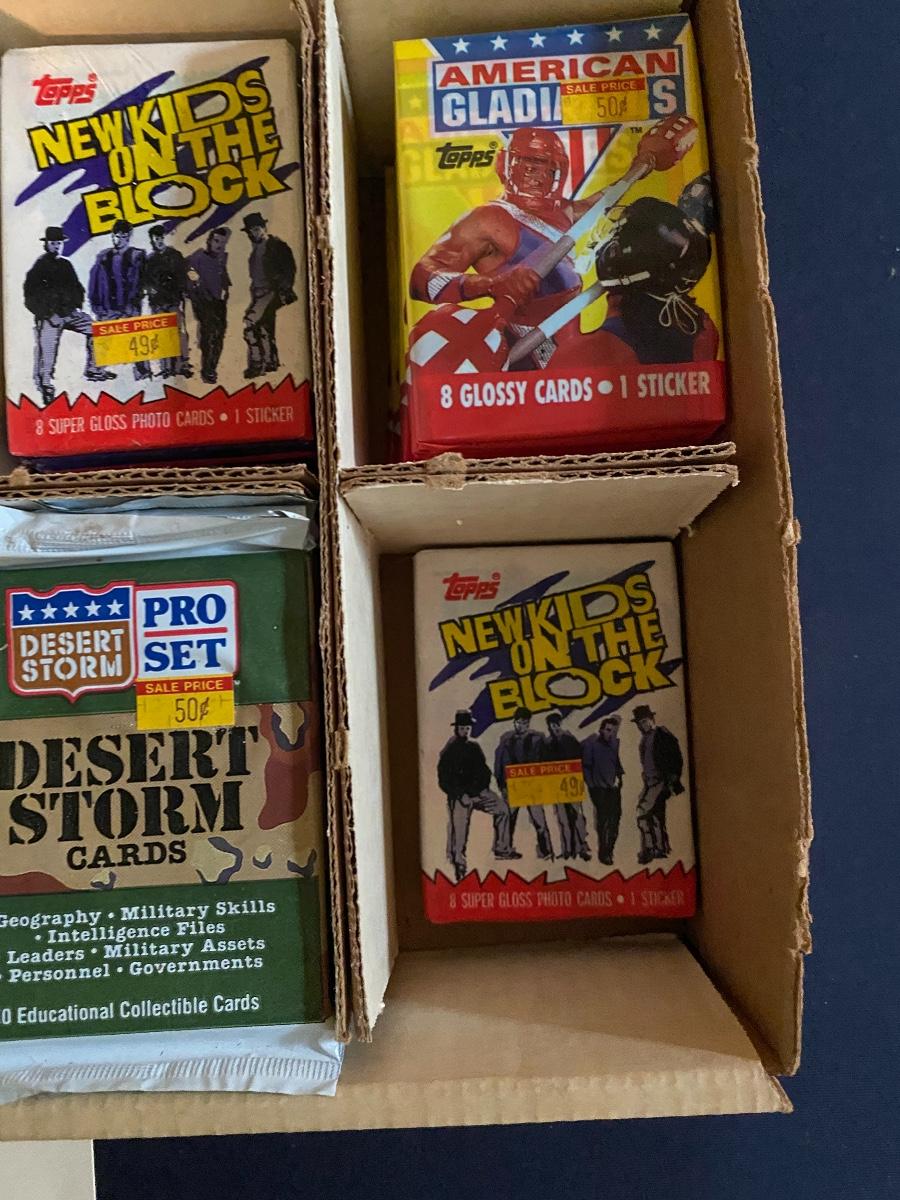 Topps®
NEW KIDS
ON THE
BLOCK
SALE PRICE
49¢
8 SUPER GLOSS PHOTO CARDS • 1 STICKER
AMERICAN
GLADI S
SALE PRICE
50¢
™
Topps®
8 GLOSSY CARDS • 1 STICKER
DESERT
STORM
PRO
SET
SALE PRICE
50¢
DESERT
STORM
CARDS
Geography • Military Skills
• Intelligence Files
Leaders • Military Assets
• Personnel • Governments
0 Educational Collectible Cards
Topps®
NEW KIDS
ON THE
BLOCK
SALE PRICE
49¢
8 SUPER GLOSS PHOTO CARDS • 1 STICKER